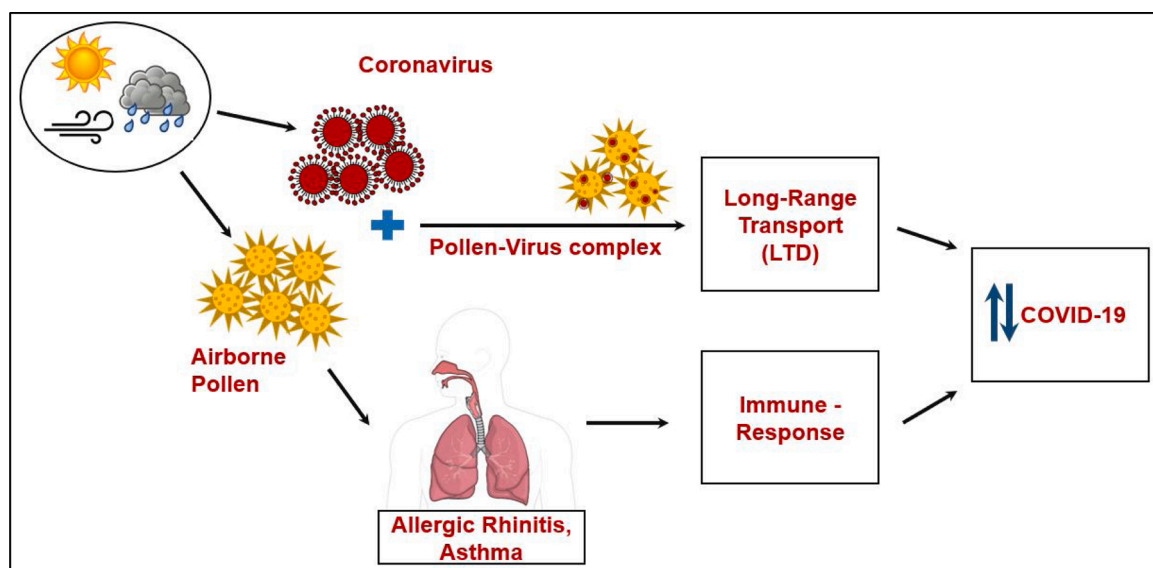 Coronavirus
Pollen-Virus complex
Long-Range
Transport
(LTD)
COVID-19
Airborne
Pollen
Immune -
Response
Allergic Rhinitis,
Asthma